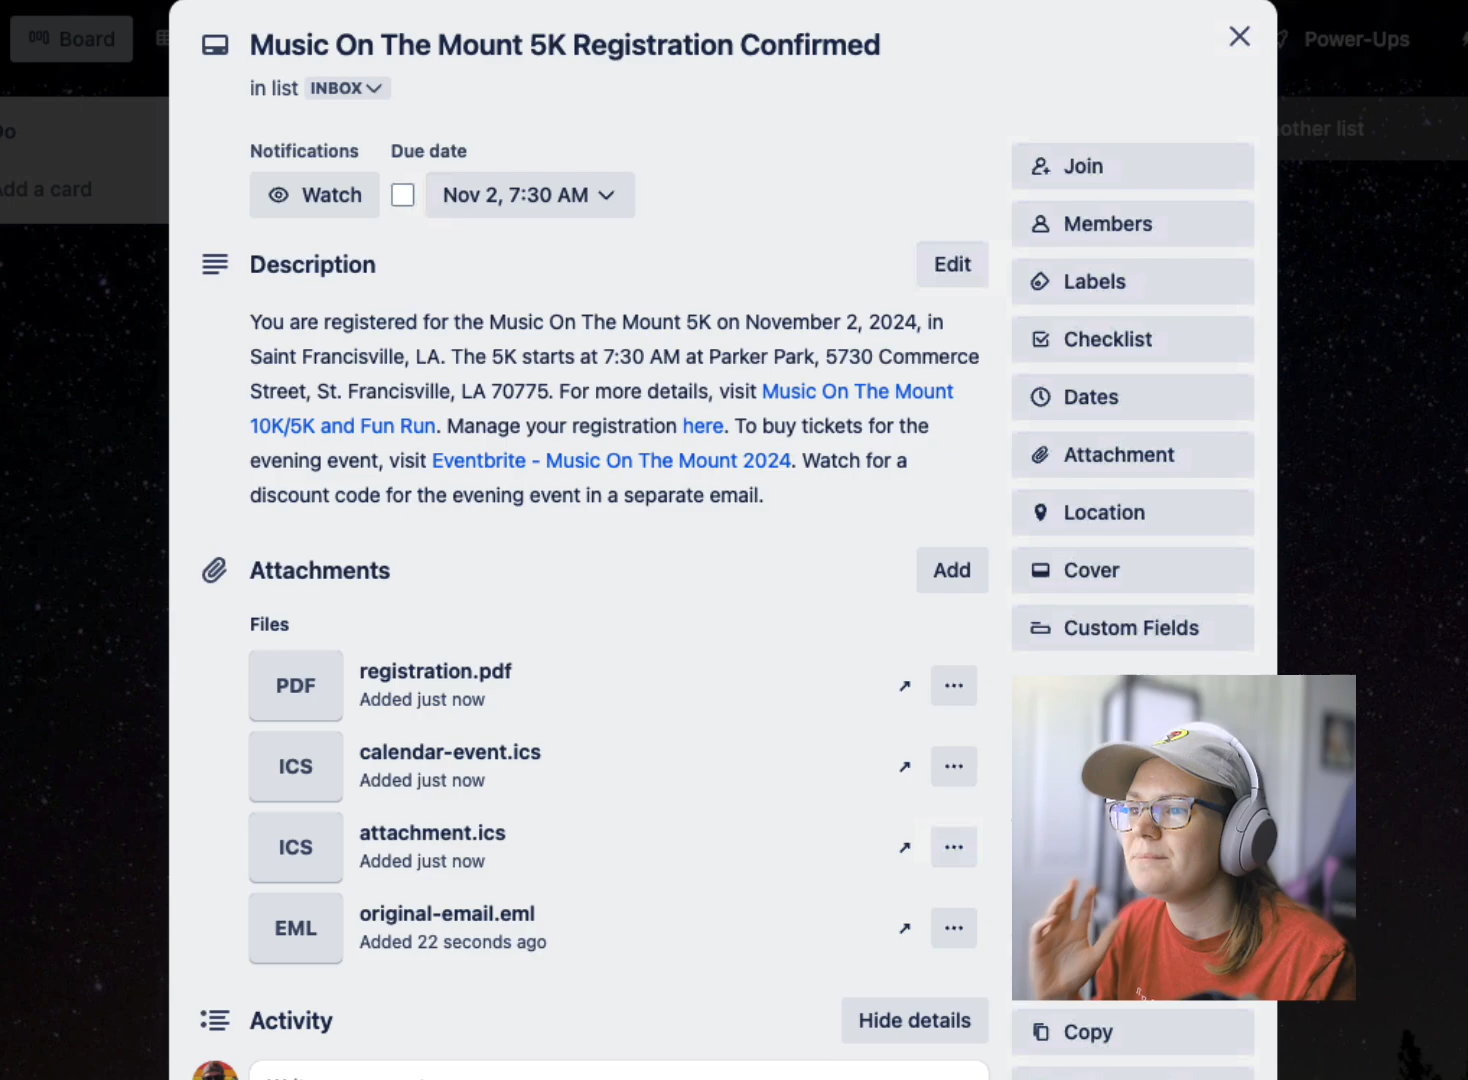 Board
Power-Ups
Music On The Mount 5K Registration Confirmed
in list INBOX
other list
Notifications
Due date
Watch
Nov 2, 7:30 AM
Add a card
Description
Edit
You are registered for the Music On The Mount 5K on November 2, 2024, in
Saint Francisville, LA. The 5K starts at 7:30 AM at Parker Park, 5730 Commerce
Street, St. Francisville, LA 70775. For more details, visit Music On The Mount
10K/5K and Fun Run. Manage your registration here. To buy tickets for the
evening event, visit Eventbrite - Music On The Mount 2024. Watch for a
discount code for the evening event in a separate email.
Attachments
Add
Files
PDF
registration.pdf
Added just now
ICS
calendar-event.ics
Added just now
ICS
attachment.ics
Added just now
EML
original-email.eml
Added 22 seconds ago
Activity
Hide details
Join
Members
Labels
Checklist
Dates
Attachment
Location
Cover
Custom Fields
Copy